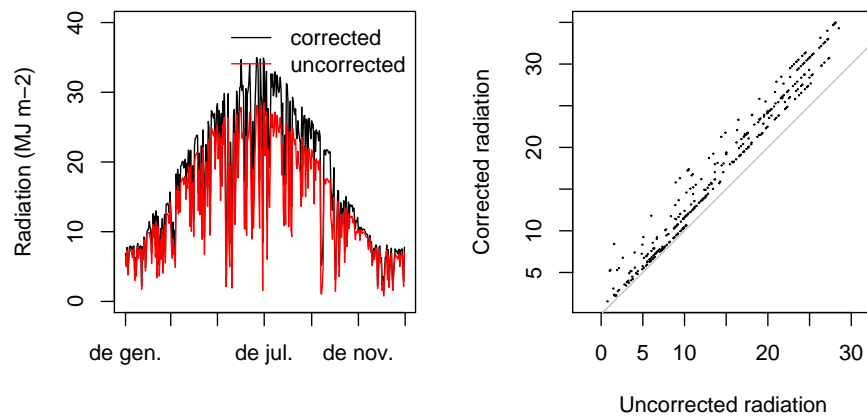 corrected
uncorrected
Radiation (MJ m−2)
40
30
20
10
0
de gen.
de jul.
de nov.
Corrected radiation
30
20
10
5
0
5
10
20
30
Uncorrected radiation